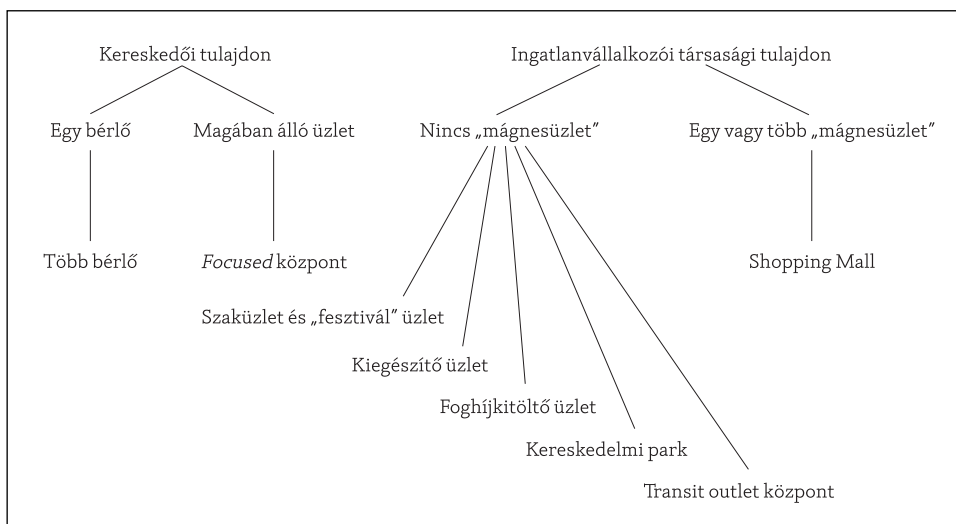 Kereskedői tulajdon
Ingatlanvállalkozói társasági tulajdon
Egy bérlő
Magában álló üzlet
Nincs „mágnesüzlet”
Egy vagy több „mágnesüzlet”
Több bérlő
Focused központ
Shopping Mall
Szaküzlet és „fesztivál” üzlet
Kiegészítő üzlet
Foghíjkitöltő üzlet
Kereskedelmi park
Transit outlet központ